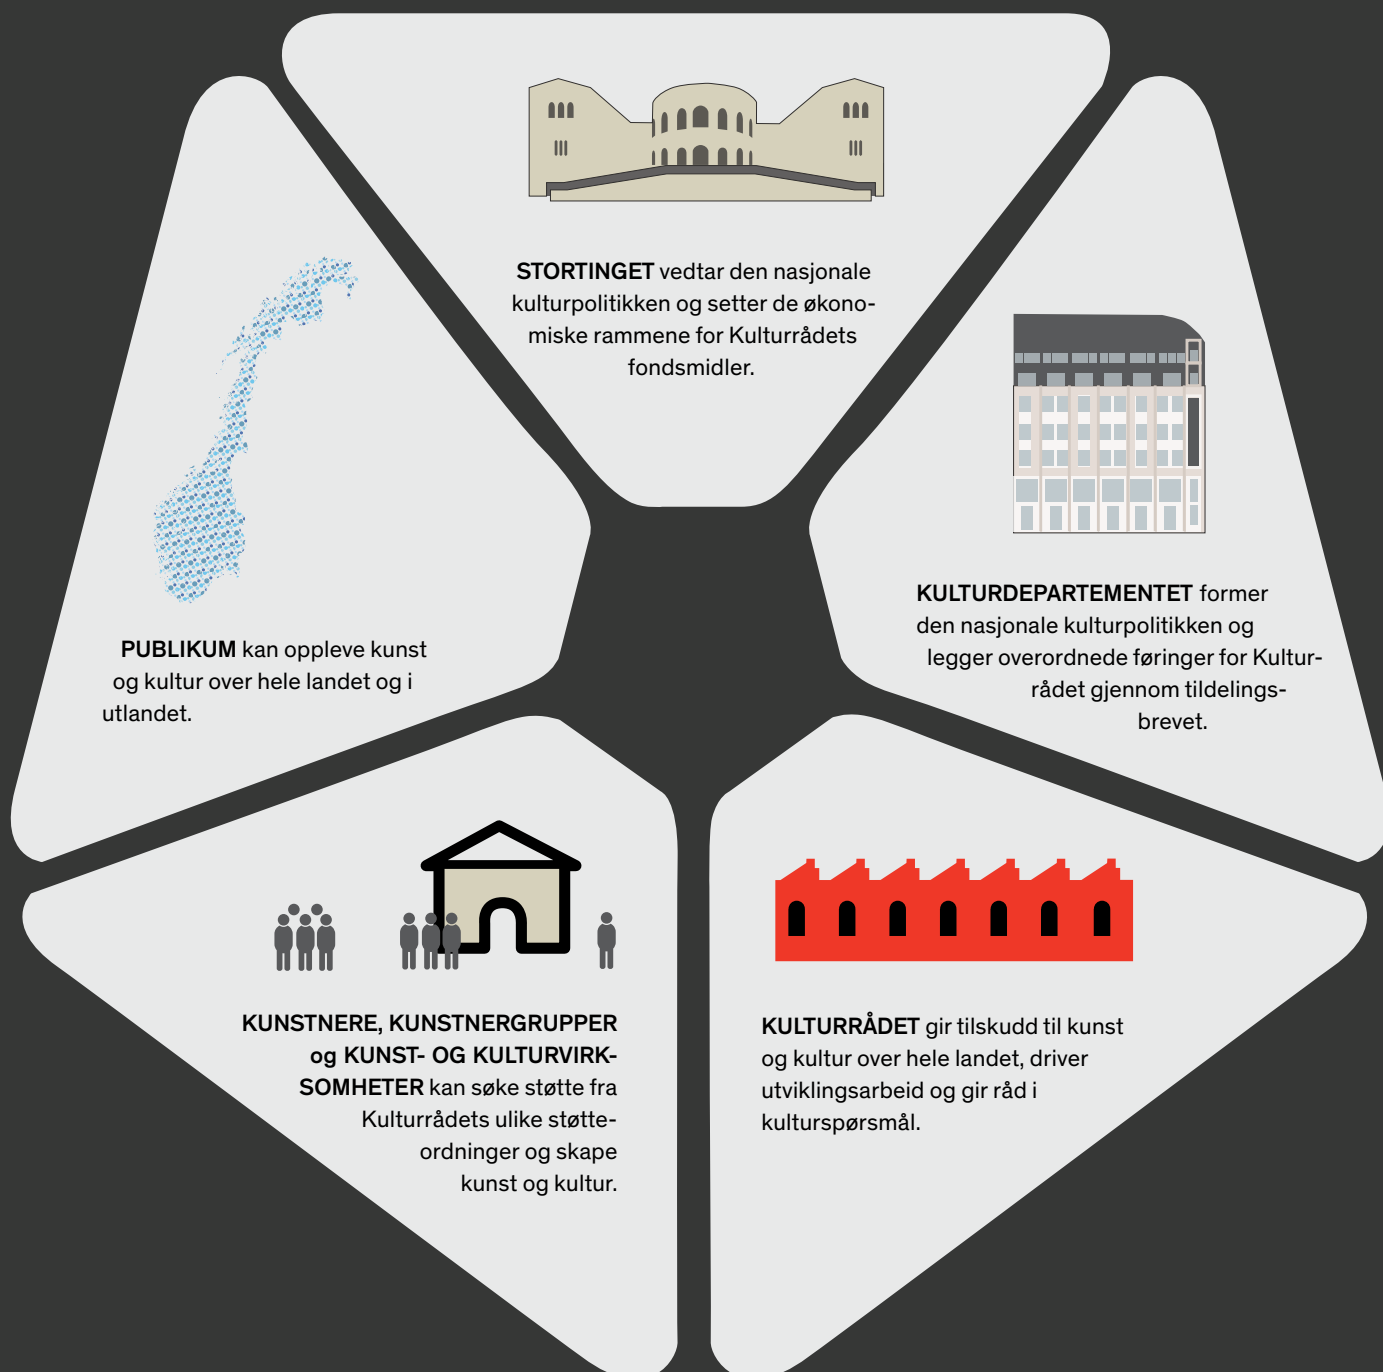 STORTINGET vedtar den nasjonale
kulturpolitikken og setter de økono-
miske rammene for Kulturrådets
fondsmidler.
KULTURDEPARTEMENTET former
den nasjonale kulturpolitikken og
legger overordnede føringer for Kultur-
rådet gjennom tildelings-
brevet.
KULTURRÅDET gir tilskudd til kunst
og kultur over hele landet, driver
utviklingsarbeid og gir råd i
kulturspørsmål.
KUNSTNERE, KUNSTNERGRUPPER
og KUNST- OG KULTURVIRK-
SOMHETER kan søke støtte fra
Kulturrådets ulike støtte-
ordninger og skape
kunst og kultur.
PUBLIKUM kan oppleve kunst
og kultur over hele landet og i
utlandet.